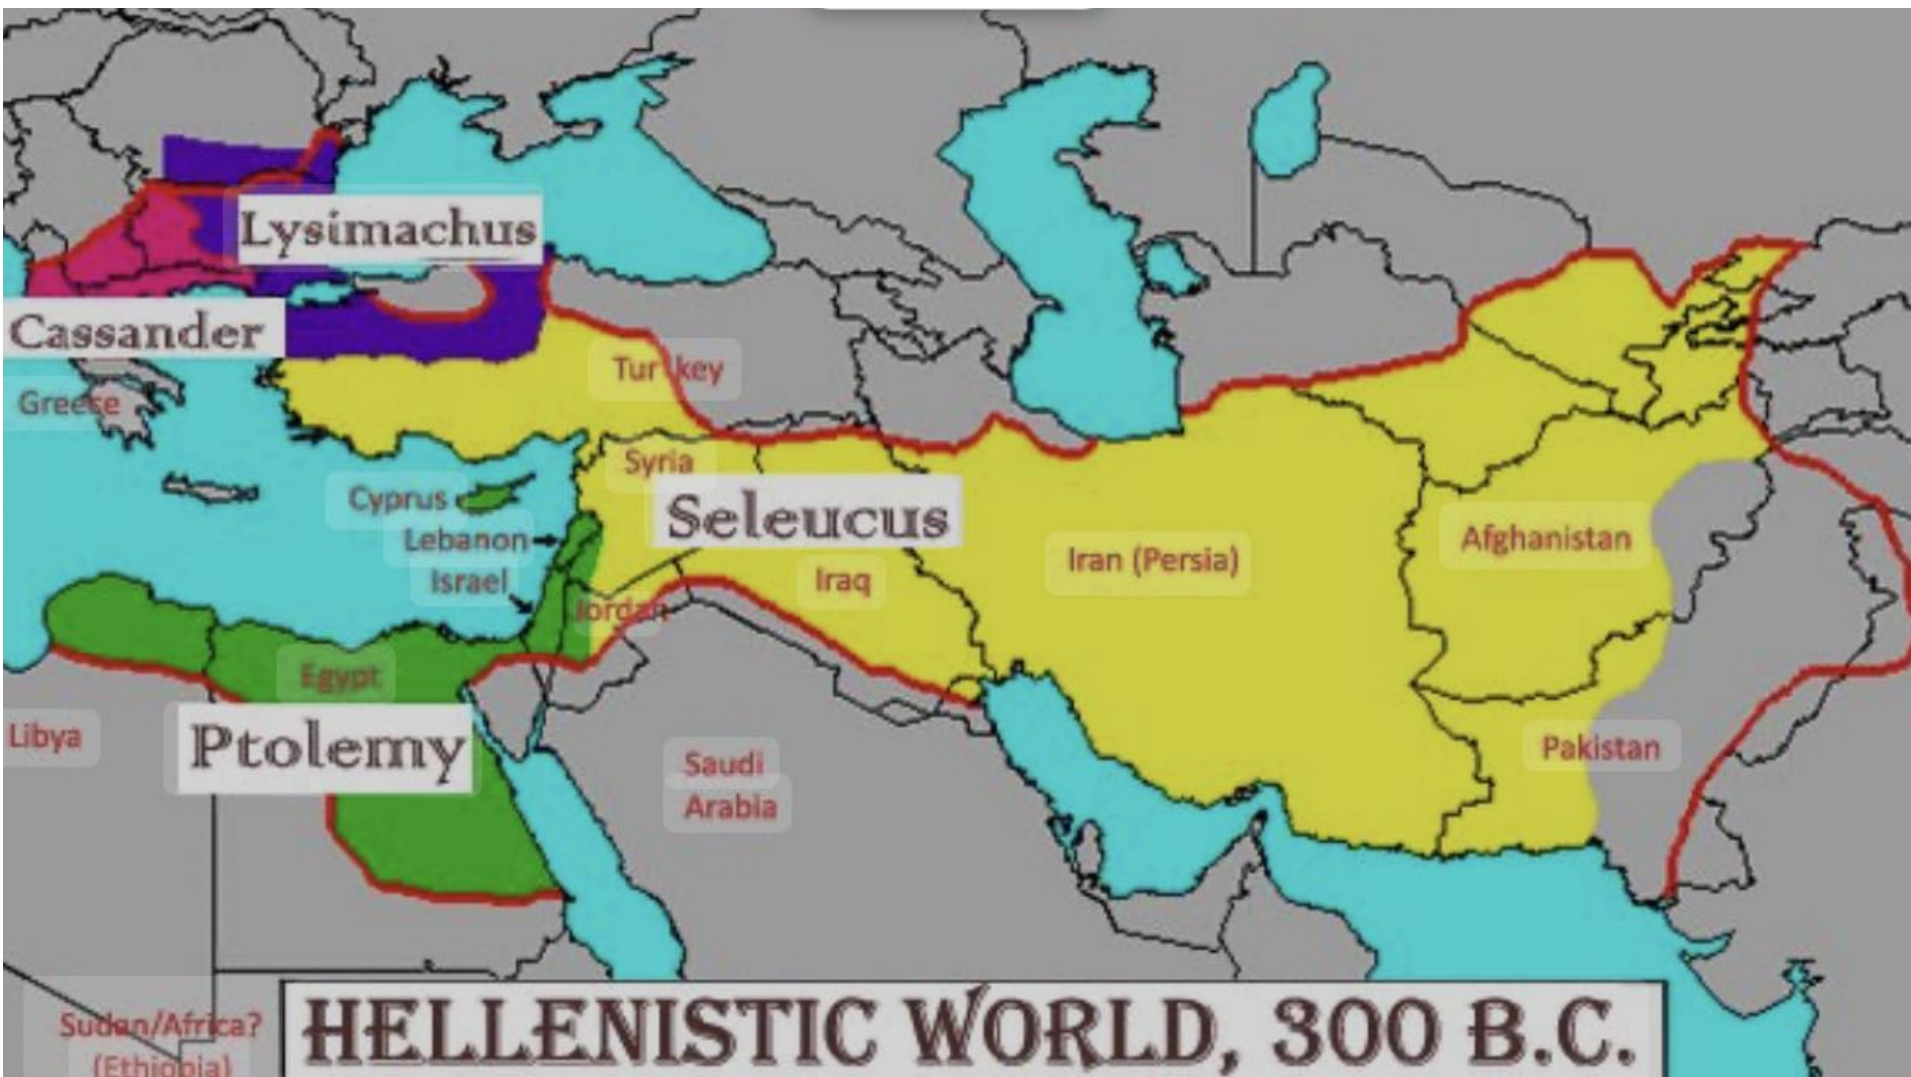 Lysimachus
Cassander
Turkey
Greece
Syria
Cyprus
Seleucus
Lebanon
Afghanistan
Iran (Persia)
Israel
Iraq
Jordan
Egypt
Libya
Ptolemy
Pakistan
Saudi
Arabia
Sudan/Africa?
(Ethiopia)
HELLENISTIC WORLD, 300 B.C.